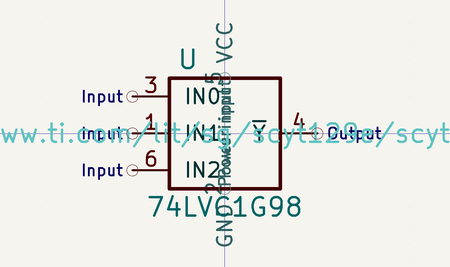 VCC
U
5
Input 3 IN0
www.ti.com/lit/sg/scyt129e/scyt
Input 1 IN1 Y 4 Output
Input 6 IN2
2
74LVC1G98
GND
Power input